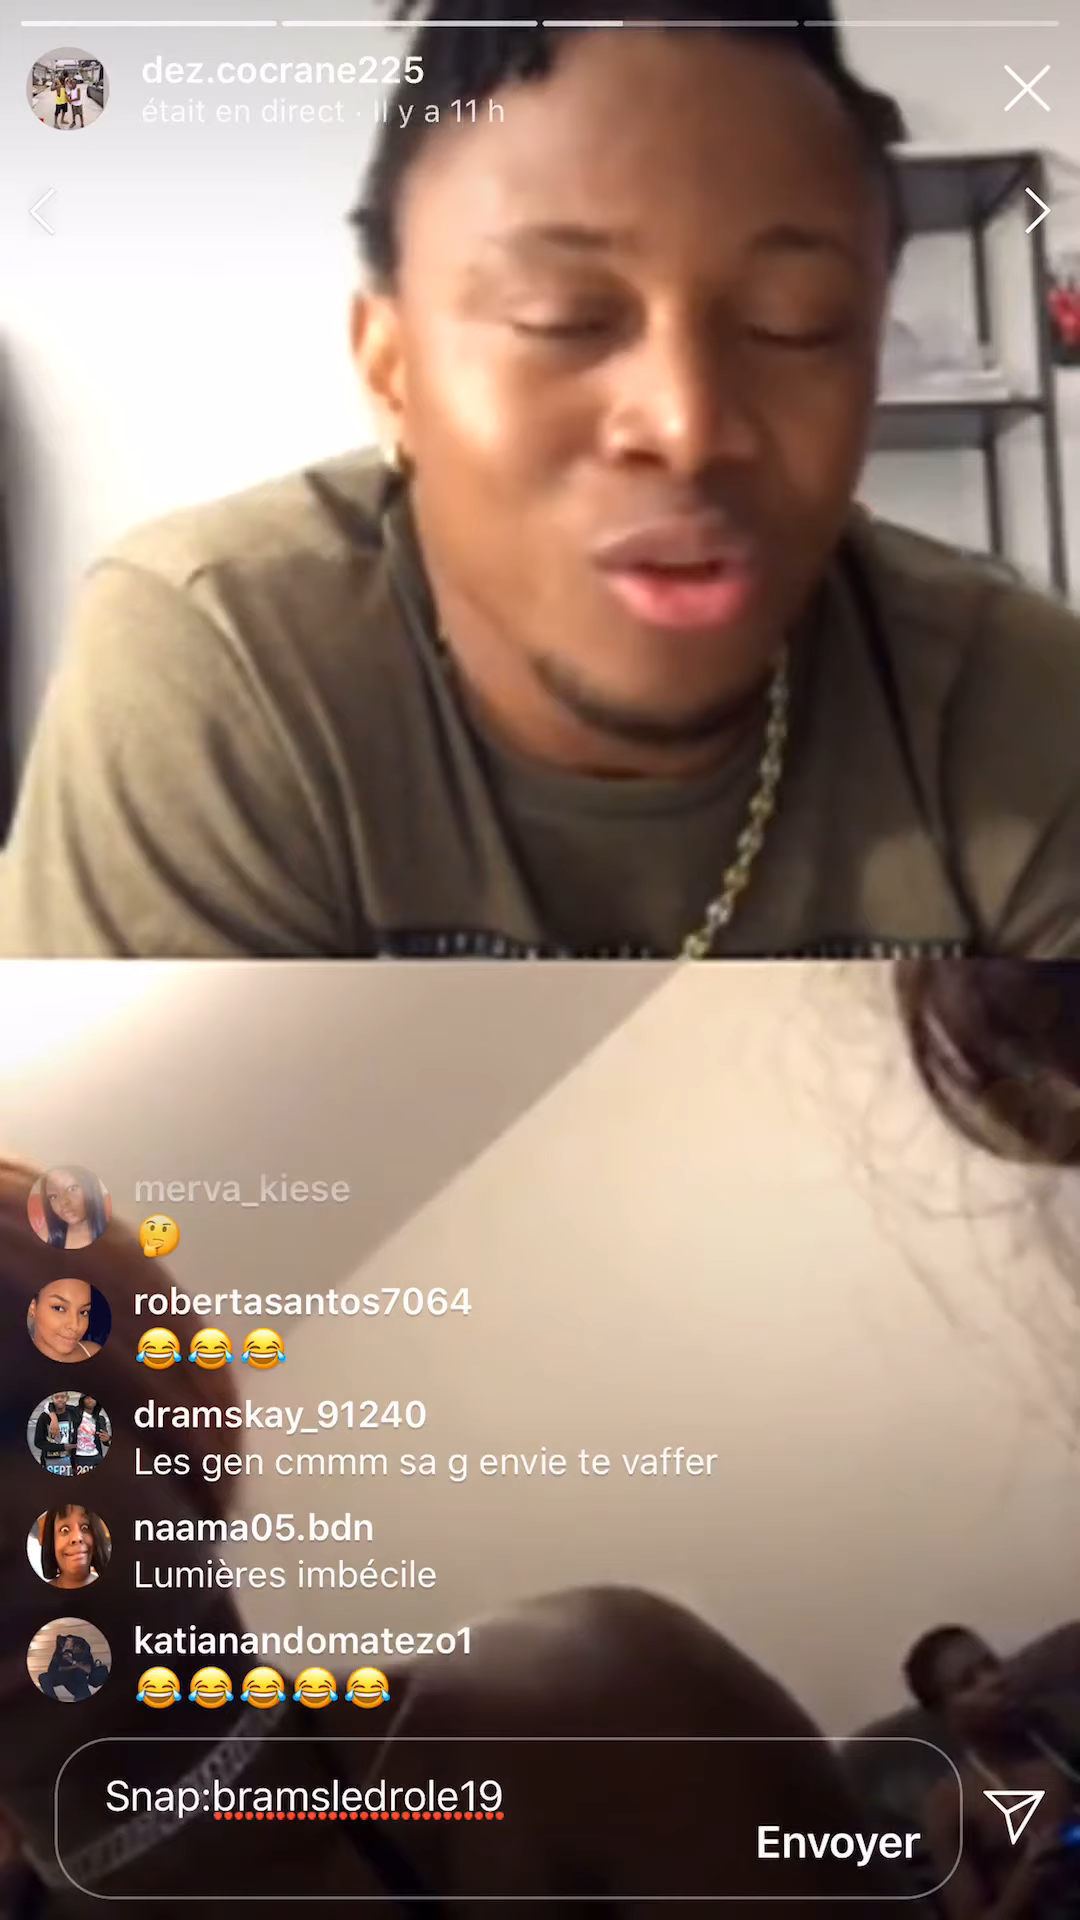 dez.cocrane225
était en direct · Il y a 11 h
merva_kiese
🤔
robertasantos7064
😂😂😂
dramskay_91240
Les gen cmmm sa g envie te vaffer
naama05.bdn
Lumières imbécile
katianandomatezo1
😂😂😂😂😂
Snap:bramsledrole19
Envoyer